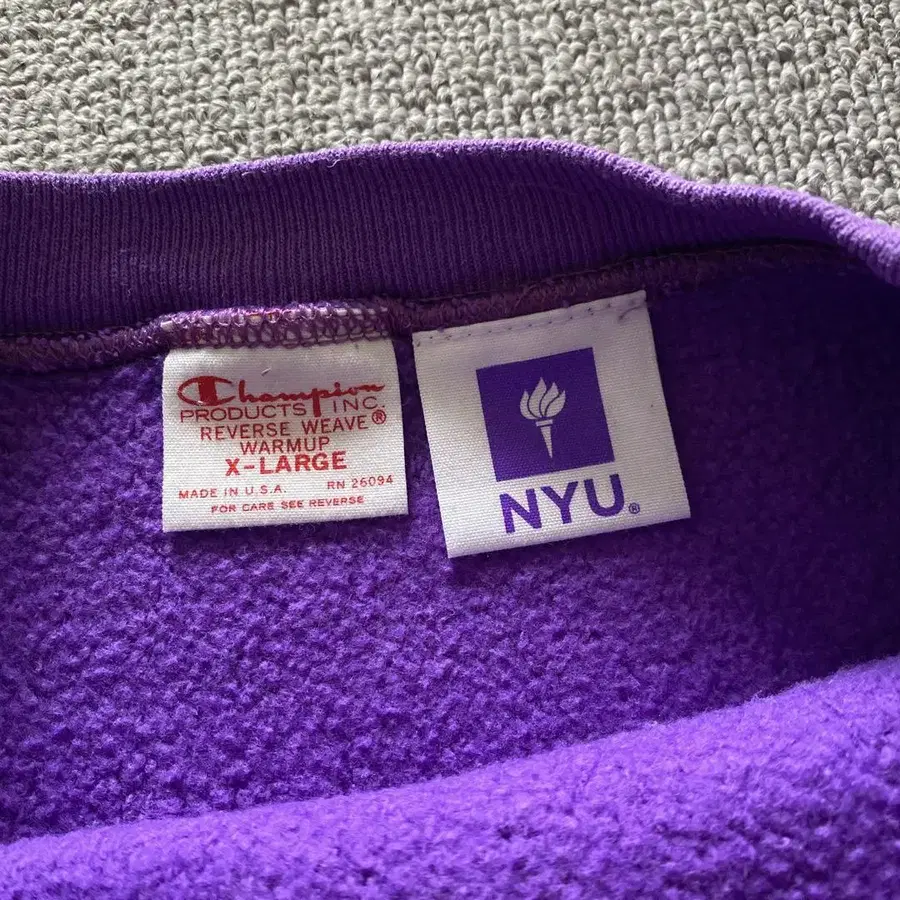 Champion
PRODUCTS INC.
REVERSE WEAVE®
WARMUP
X-LARGE
MADE IN U.S.A. RN 26094
FOR CARE SEE REVERSE
NYU®